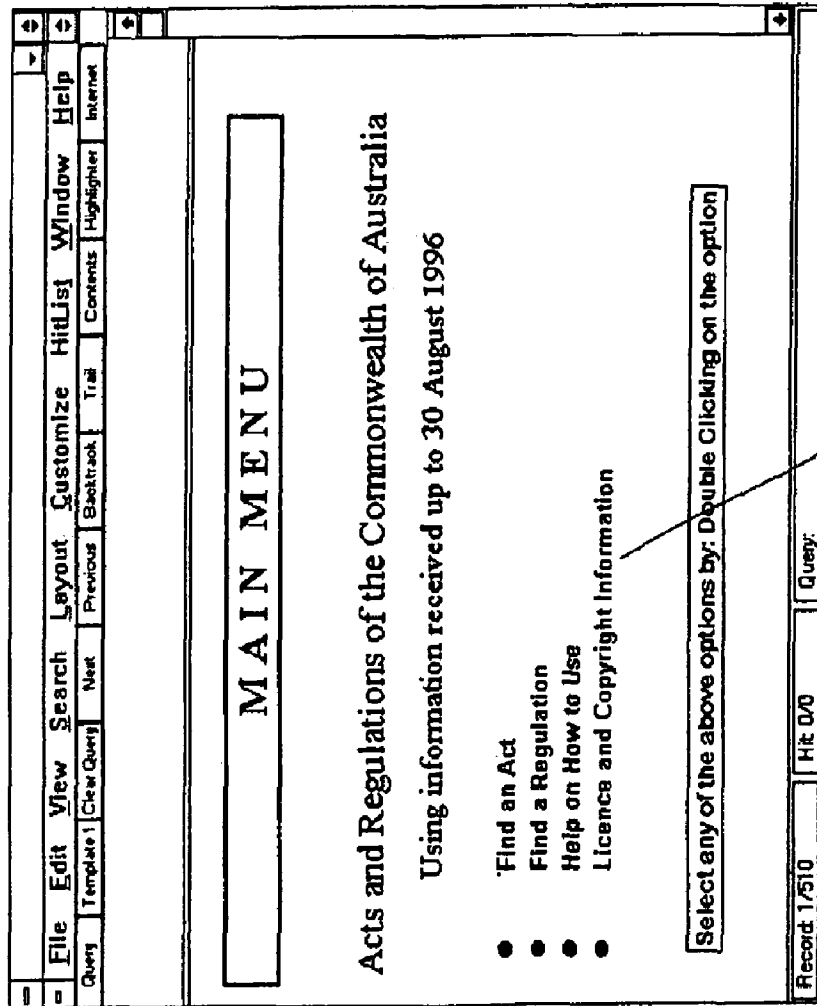 File Edit View Search Layout Customize HitList Window Help
Query Template 1 Clear Query Next Previous Backtrack Trail Contents Highlighter Internet
MAIN MENU
Acts and Regulations of the Commonwealth of Australia
Using information received up to 30 August 1996
Find an Act
Find a Regulation
Help on How to Use
Licence and Copyright Information
Select any of the above options by: Double Clicking on the option
Record: 1/510 Hit: 0/0 Query: